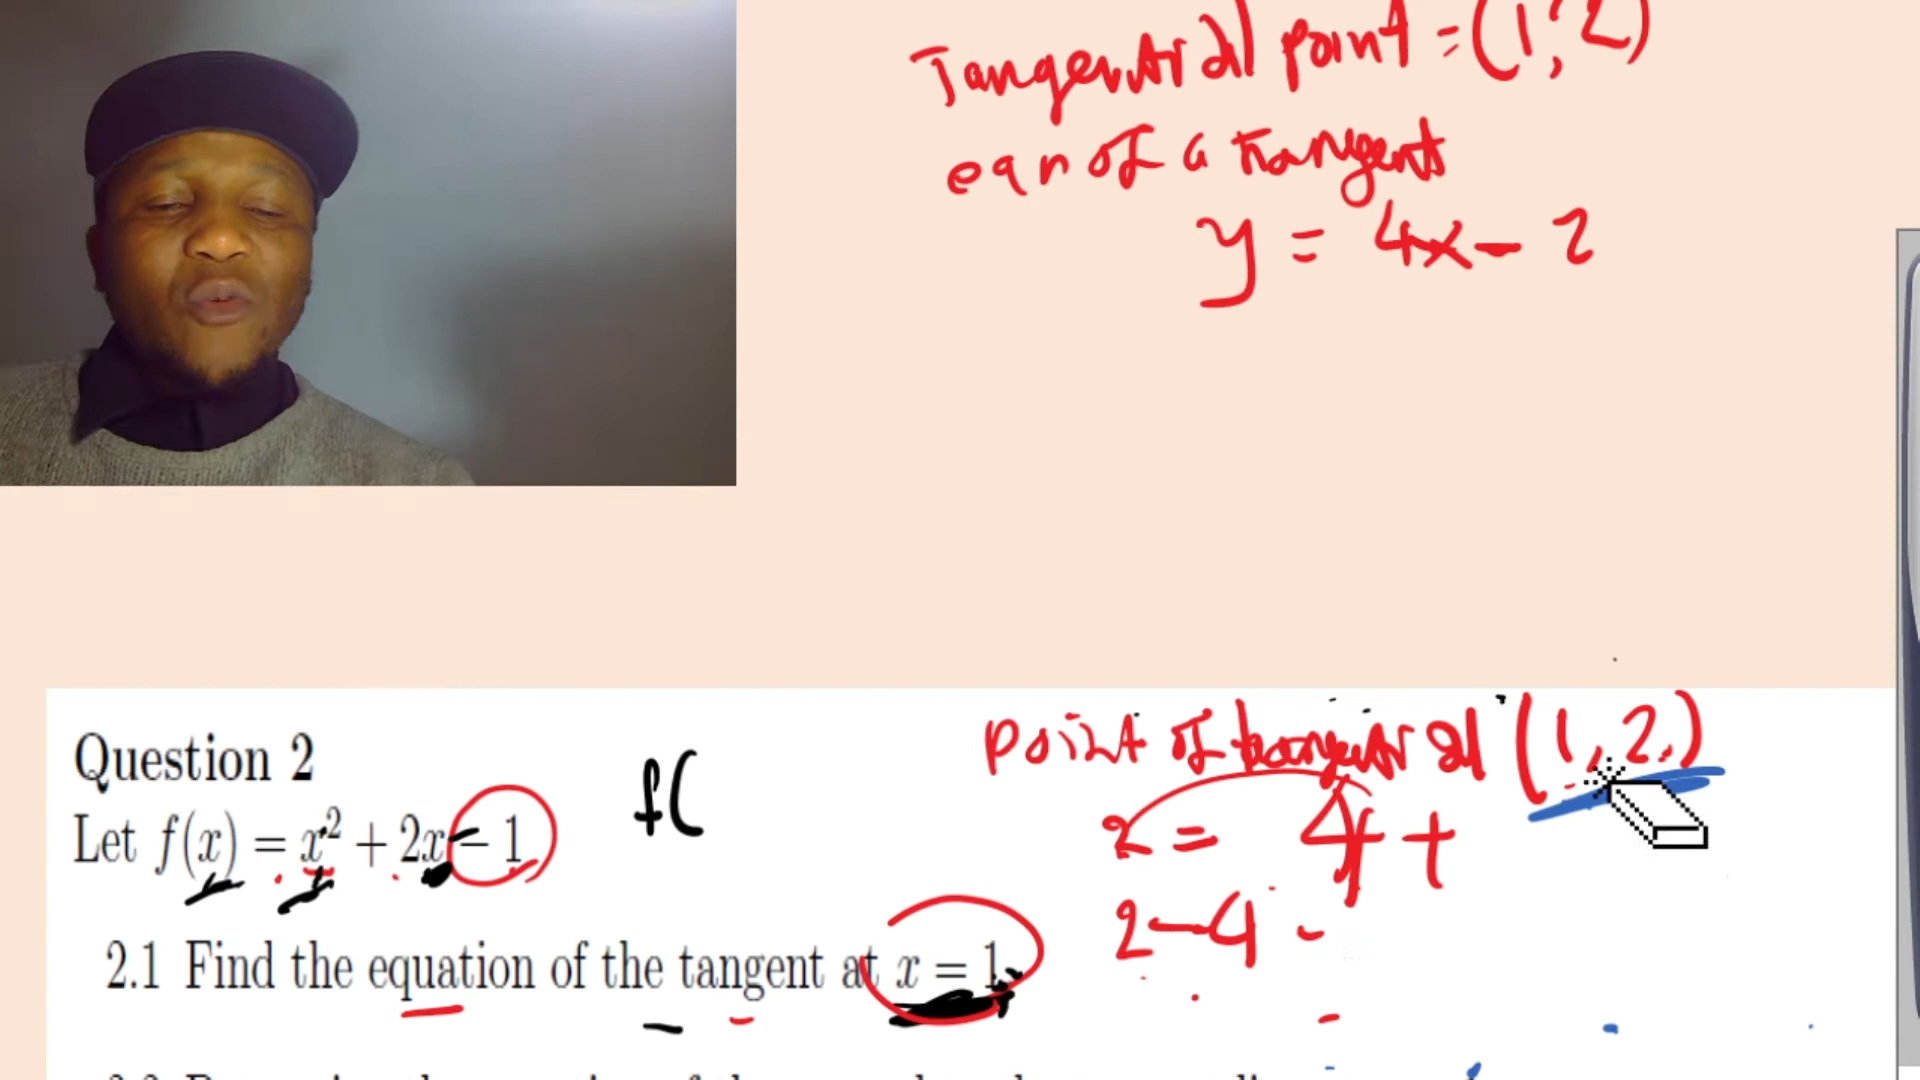 Tangential point = (1, 2)
eqn of a tangent
y = 4x - 2
Question 2
Let f(x) = x² + 2x - 1
f(
point of tangential (1, 2)
2 = 4 +
2-4 -
2.1 Find the equation of the tangent at x = 1,